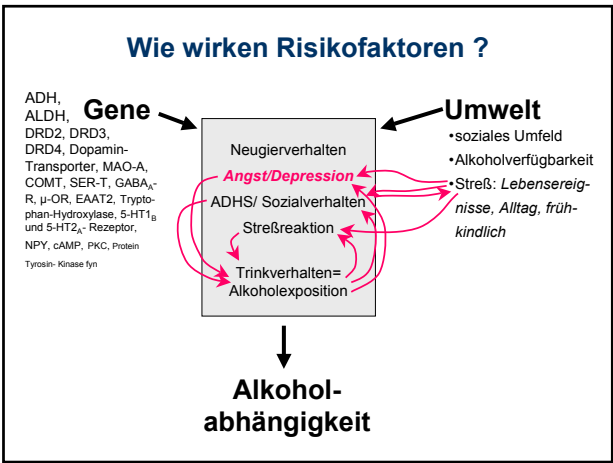 Wie wirken Risikofaktoren ?
Gene
ADH,
ALDH,
DRD2, DRD3,
DRD4, Dopamin-
Transporter, MAO-A,
COMT, SER-T, GABAA-
R, µ-OR, EAAT2, Trypto-
phan-Hydroxylase, 5-HT1B
und 5-HT2A- Rezeptor,
NPY, cAMP, PKC, Protein
Tyrosin- Kinase fyn
Neugierverhalten
Angst/Depression
ADHS/ Sozialverhalten
Streßreaktion
Trinkverhalten=
Alkoholexposition
Umwelt
•soziales Umfeld
•Alkoholverfügbarkeit
•Streß: Lebensereig-
nisse, Alltag, früh-
kindlich
Alkohol-
abhängigkeit